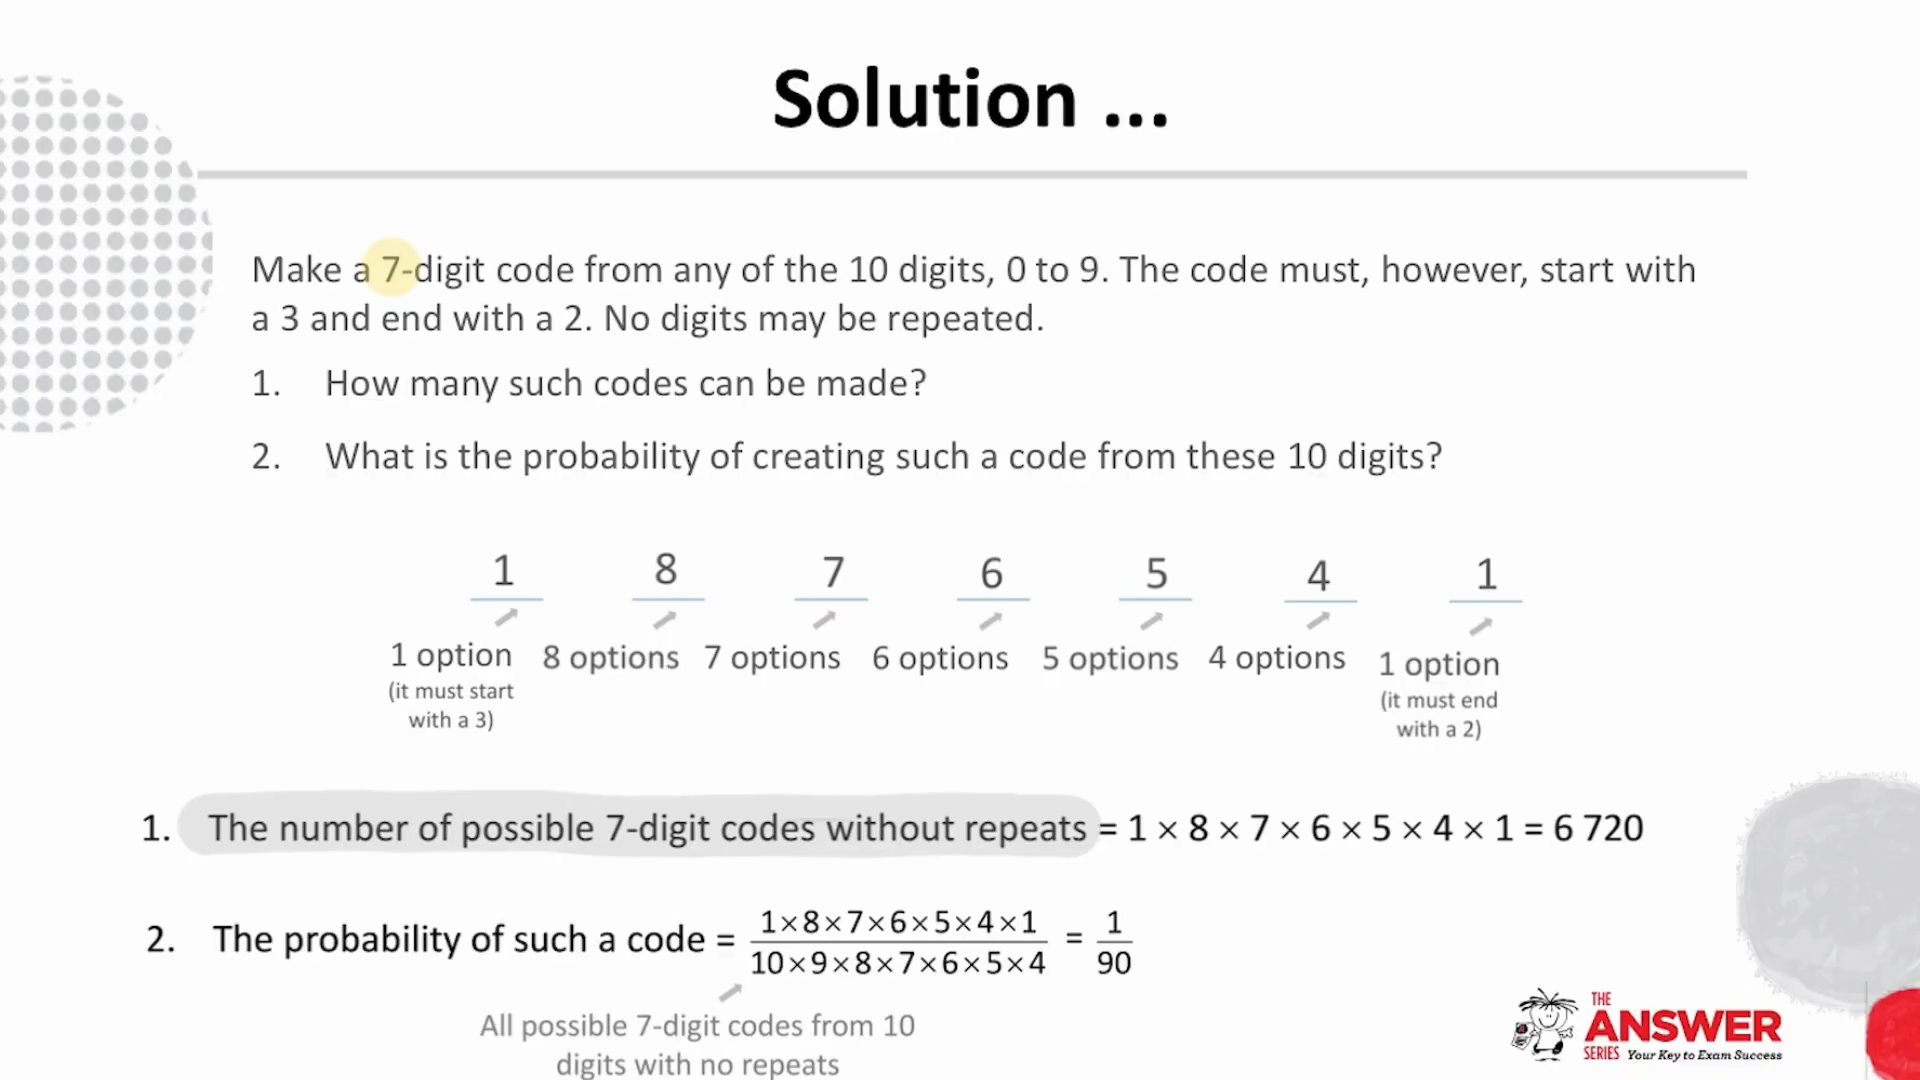 Solution ...
Make a 7-digit code from any of the 10 digits, 0 to 9. The code must, however, start with
a 3 and end with a 2. No digits may be repeated.
1. How many such codes can be made?
2. What is the probability of creating such a code from these 10 digits?
1 8 7 6 5 4 1
1 option 8 options 7 options 6 options 5 options 4 options 1 option
(it must start
with a 3)
(it must end
with a 2)
1. The number of possible 7-digit codes without repeats = 1 × 8 × 7 × 6 × 5 × 4 × 1 = 6 720
2. The probability of such a code = 1×8×7×6×5×4×1 / 10×9×8×7×6×5×4 = 1 / 90
All possible 7-digit codes from 10
digits with no repeats
THE
ANSWER
SERIES Your Key to Exam Success